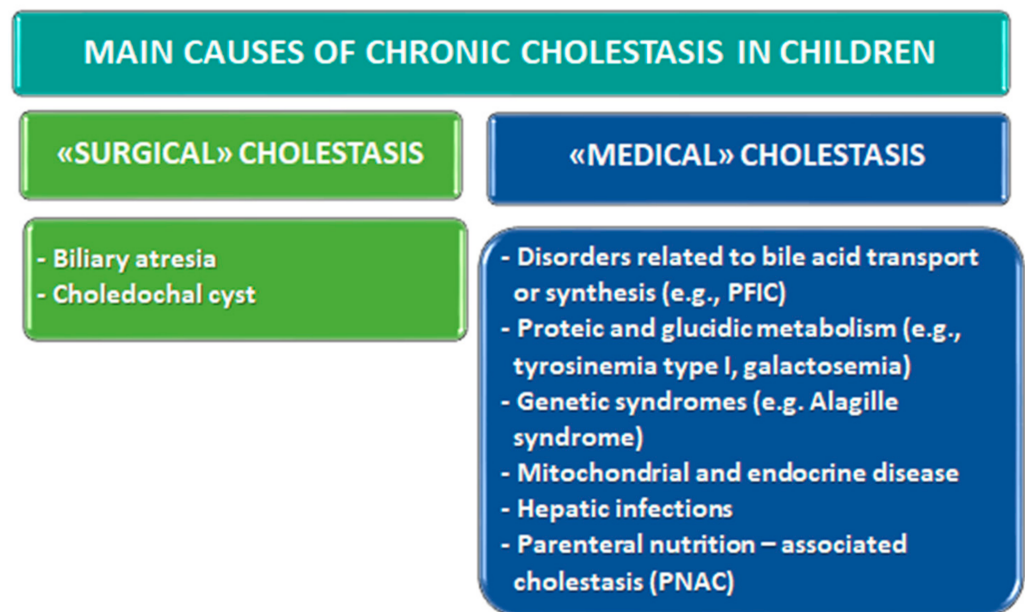 MAIN CAUSES OF CHRONIC CHOLESTASIS IN CHILDREN
«SURGICAL» CHOLESTASIS
- Biliary atresia
- Choledochal cyst
«MEDICAL» CHOLESTASIS
- Disorders related to bile acid transport
or synthesis (e.g., PFIC)
- Proteic and glucidic metabolism (e.g.,
tyrosinemia type I, galactosemia)
- Genetic syndromes (e.g. Alagille
syndrome)
- Mitochondrial and endocrine disease
- Hepatic infections
- Parenteral nutrition – associated
cholestasis (PNAC)